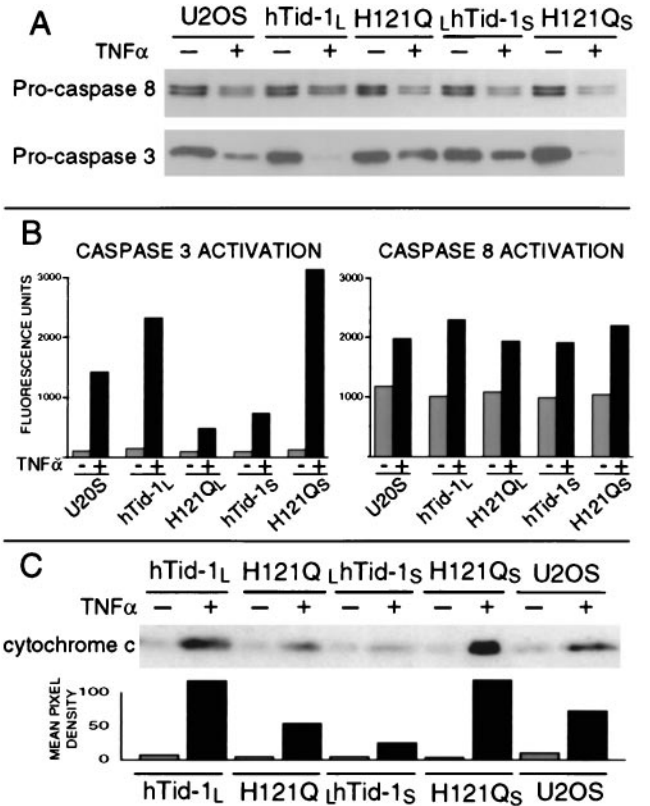 A
U2OS hTid-1L H121Q LhTid-1S H121QS
TNFα − + − + − + − + − +
Pro-caspase 8
Pro-caspase 3
B
CASPASE 3 ACTIVATION CASPASE 8 ACTIVATION
FLUORESCENCE UNITS
3000 3000
2000 2000
1000 1000
TNFα - + - + - + - + - + - + - + - + - + - +
U20S hTid-1L H121QL hTid-1S H121QS U20S hTid-1L H121QL hTid-1S H121QS
C
hTid-1L H121Q LhTid-1S H121QS U2OS
TNFα − + − + − + − + − +
cytochrome c
MEAN PIXEL
DENSITY
100
50
0
hTid-1L H121Q LhTid-1S H121QS U2OS